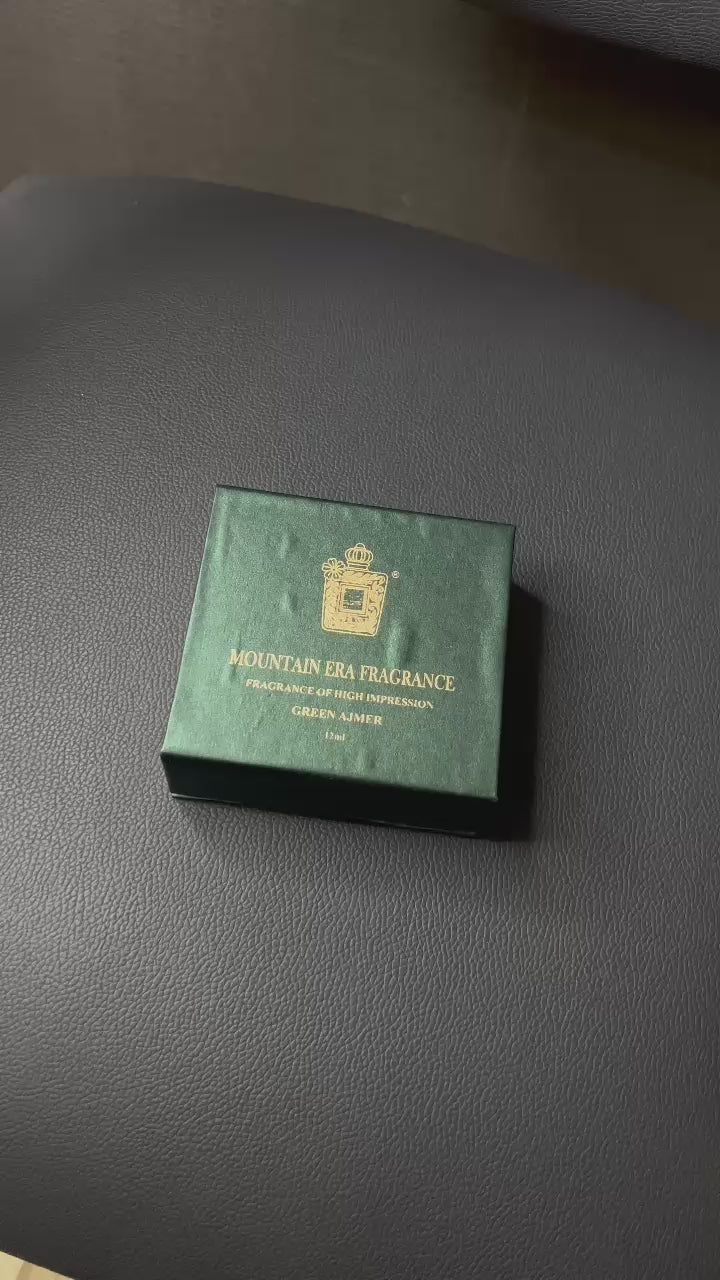 ®
MOUNTAIN ERA FRAGRANCE
FRAGRANCE OF HIGH IMPRESSION
GREEN AJMER
12ml